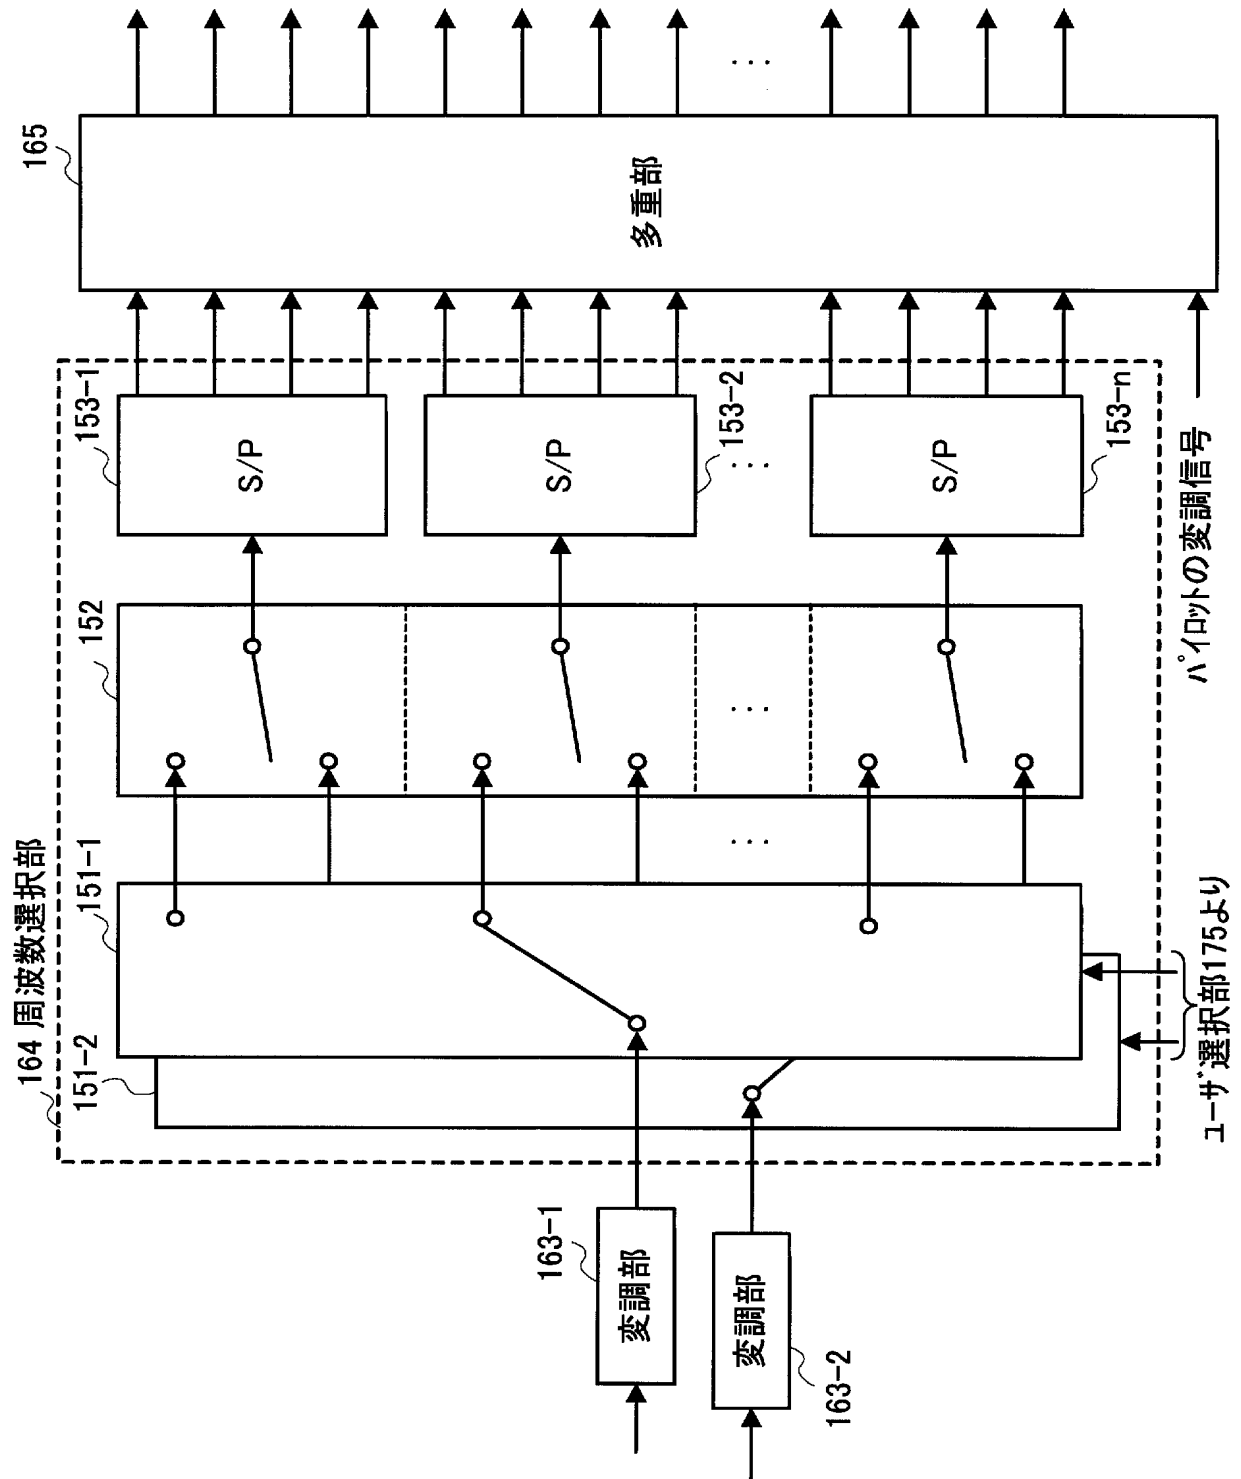 165
多重部
153-1
S/P
153-2
S/P
...
153-n
S/P
パイロットの変調信号
152
...
...
...
164 周波数選択部
151-1
151-2
ユーザ選択部175より
163-1
変調部
163-2
変調部